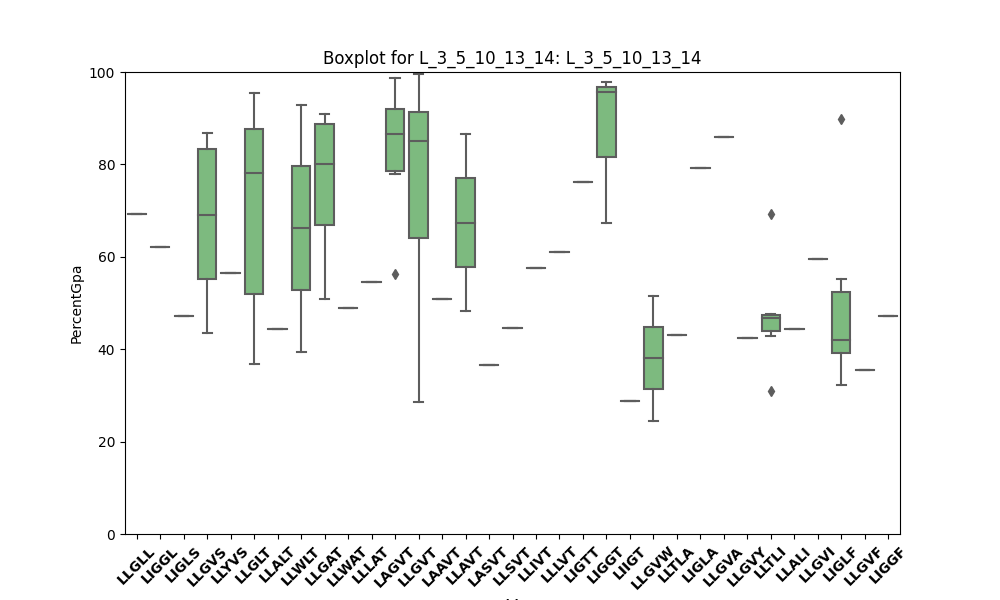 Boxplot for L_3_5_10_13_14: L_3_5_10_13_14
PercentGpa
100
80
60
40
20
0
LLGLL LIGGL LIGLS LLGVS LLYVS LLGLT LLALT LLWLT LLGAT LLWAT LLLAT LAGVT LLGVT LAAVT LLAVT LASVT LLSVT LLIVT LLLVT LIGTT LIGGT LIIGT LLGVW LLTLA LIGLA LLGVA LLGVY LLTLI LLALI LLGVI LIGLF LLGVF LIGGF